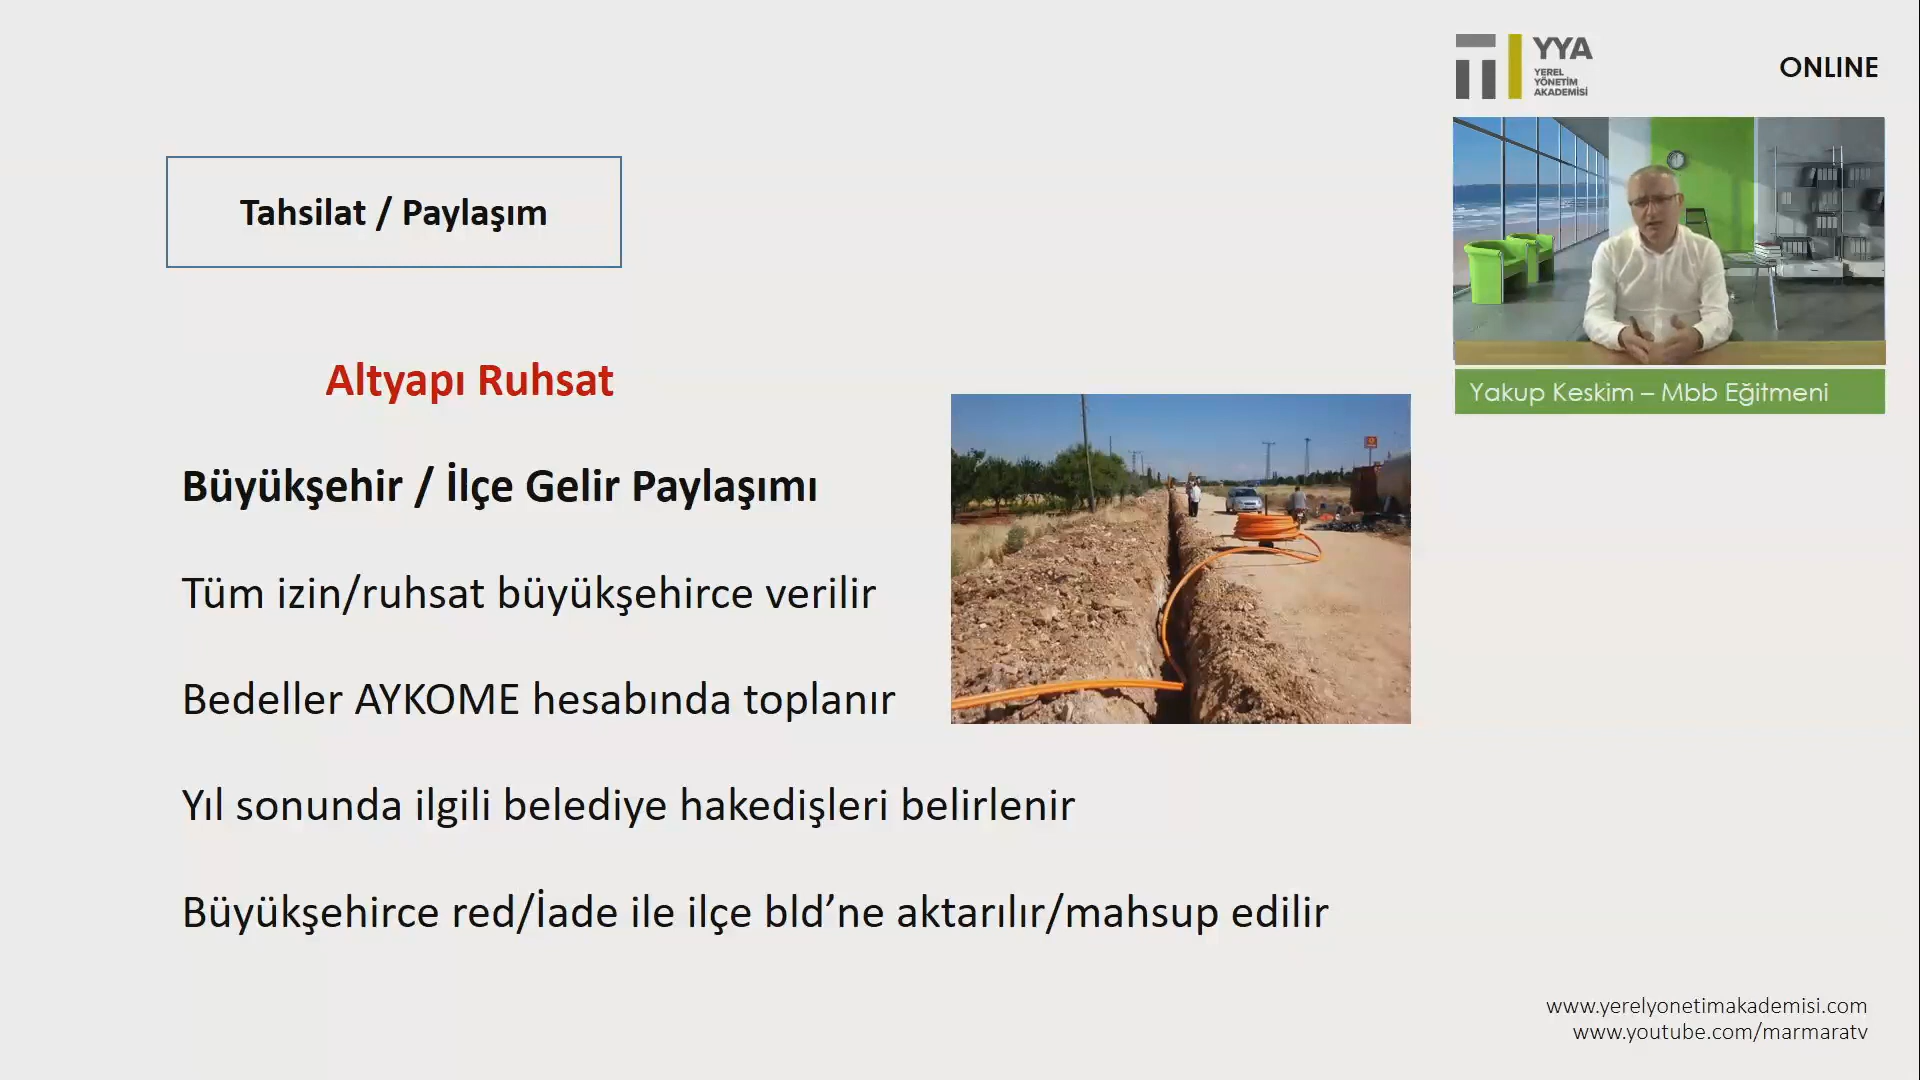 YYA
YEREL
YÖNETİM
AKADEMİSİ
ONLINE
Tahsilat / Paylaşım
Altyapı Ruhsat
Yakup Keskim – Mbb Eğitmeni
Büyükşehir / İlçe Gelir Paylaşımı
Tüm izin/ruhsat büyükşehirce verilir
Bedeller AYKOME hesabında toplanır
Yıl sonunda ilgili belediye hakedişleri belirlenir
Büyükşehirce red/İade ile ilçe bld’ne aktarılır/mahsup edilir
www.yerelyonetimakademisi.com
www.youtube.com/marmaratv